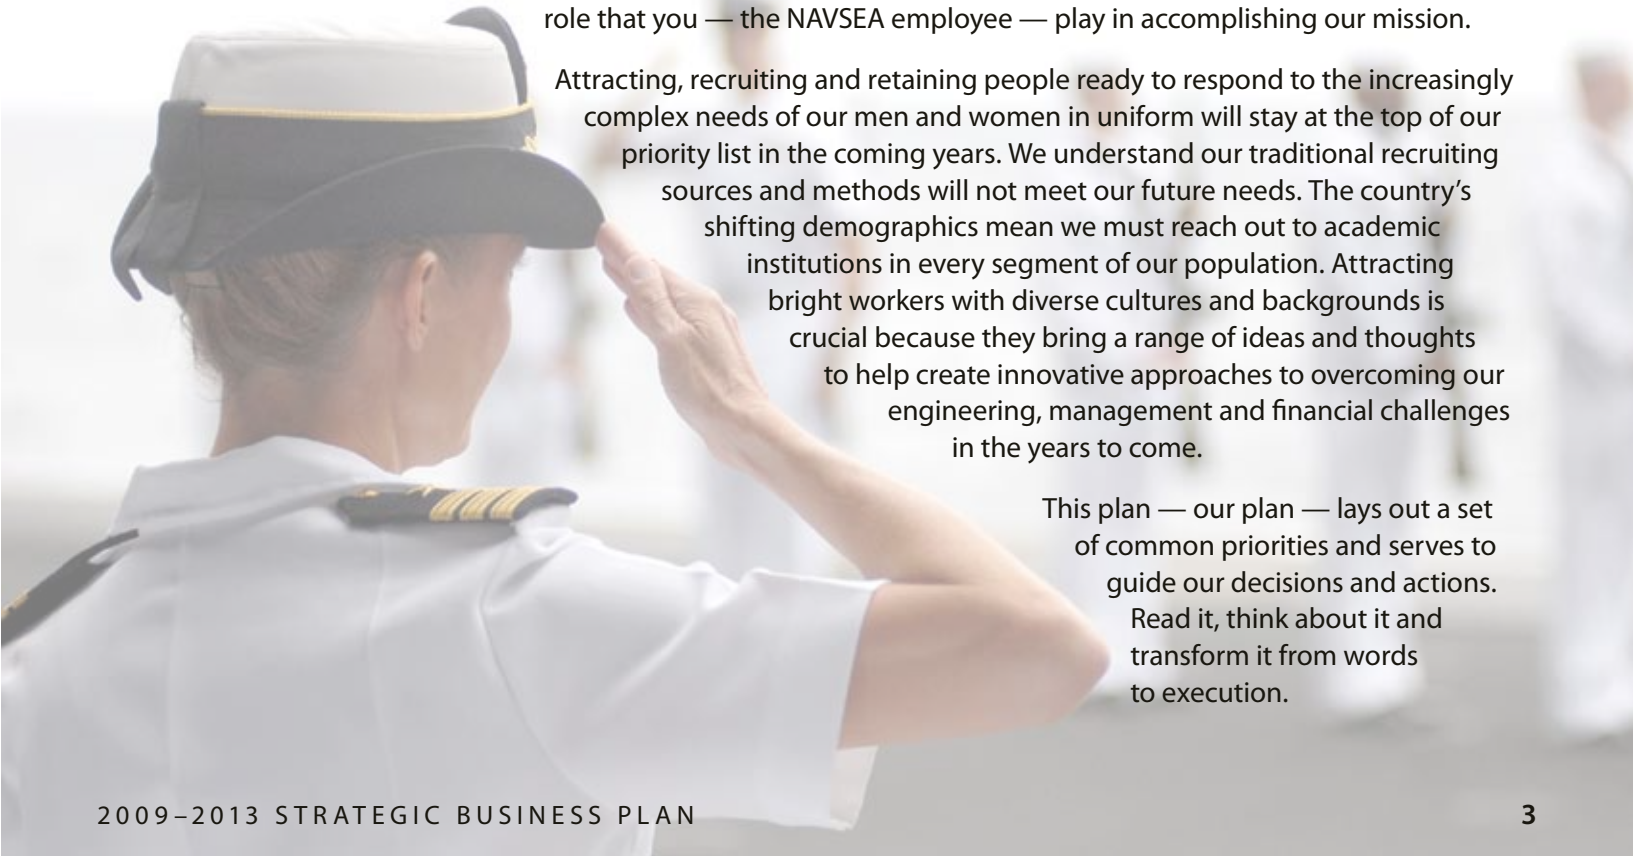 role that you — the NAVSEA employee — play in accomplishing our mission.
Attracting, recruiting and retaining people ready to respond to the increasingly
complex needs of our men and women in uniform will stay at the top of our
priority list in the coming years. We understand our traditional recruiting
sources and methods will not meet our future needs. The country’s
shifting demographics mean we must reach out to academic
institutions in every segment of our population. Attracting
bright workers with diverse cultures and backgrounds is
crucial because they bring a range of ideas and thoughts
to help create innovative approaches to overcoming our
engineering, management and financial challenges
in the years to come.
This plan — our plan — lays out a set
of common priorities and serves to
guide our decisions and actions.
Read it, think about it and
transform it from words
to execution.
2009–2013 STRATEGIC BUSINESS PLAN
3